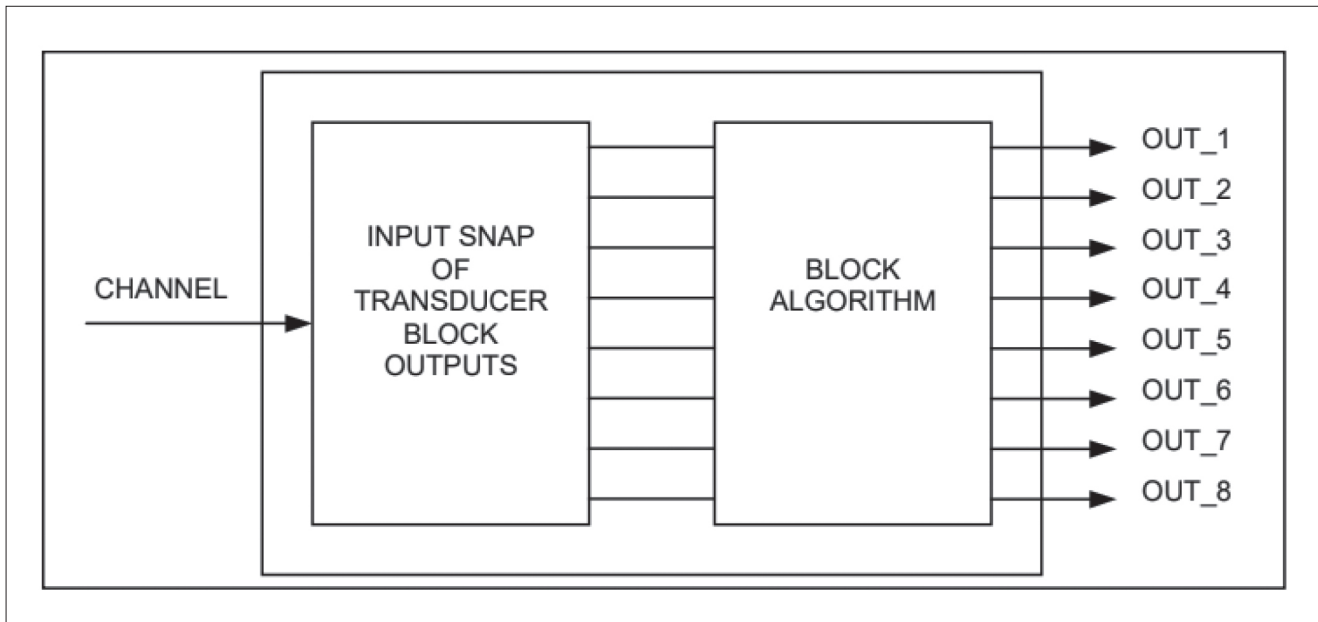 CHANNEL
INPUT SNAP
OF
TRANSDUCER
BLOCK
OUTPUTS
BLOCK
ALGORITHM
OUT_1
OUT_2
OUT_3
OUT_4
OUT_5
OUT_6
OUT_7
OUT_8